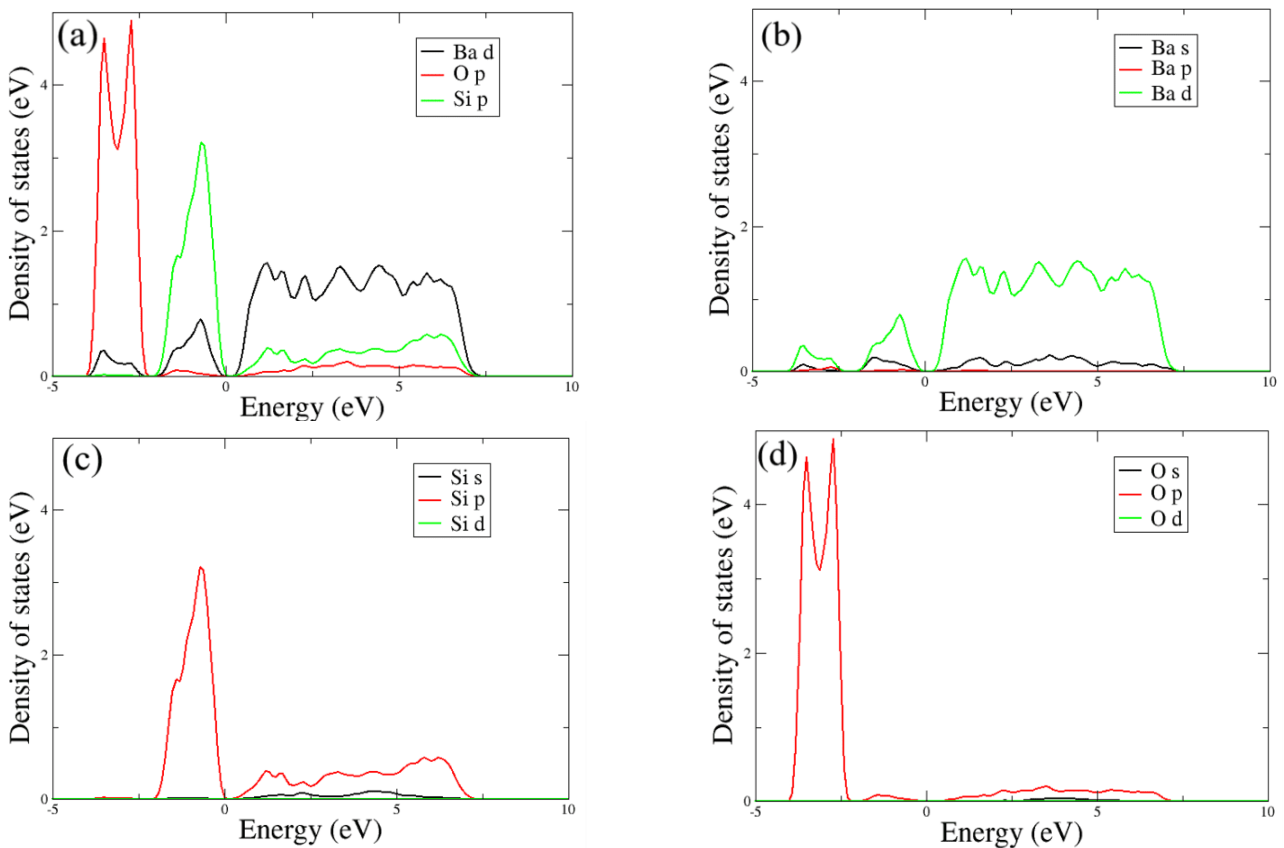 (a)
Ba d
O p
Si p
Density of states (eV)
4
2
0
-5
0
5
10
Energy (eV)
(b)
Ba s
Ba p
Ba d
Density of states (eV)
4
2
0
-5
0
5
10
Energy (eV)
(c)
Si s
Si p
Si d
Density of states (eV)
4
2
0
-5
0
5
10
Energy (eV)
(d)
O s
O p
O d
Density of states (eV)
4
2
0
-5
0
5
10
Energy (eV)